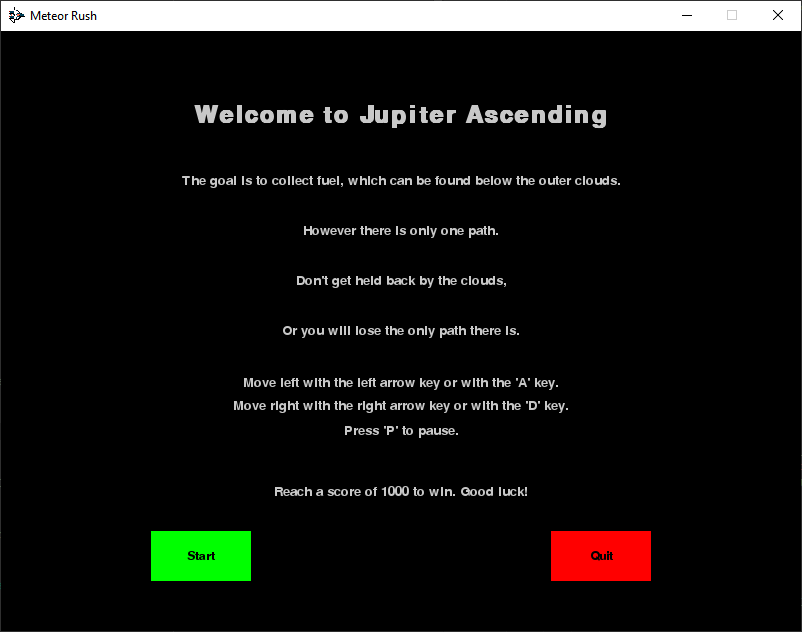 Meteor Rush
Welcome to Jupiter Ascending
The goal is to collect fuel, which can be found below the outer clouds.
However there is only one path.
Don't get held back by the clouds,
Or you will lose the only path there is.
Move left with the left arrow key or with the 'A' key.
Move right with the right arrow key or with the 'D' key.
Press 'P' to pause.
Reach a score of 1000 to win. Good luck!
Start
Quit